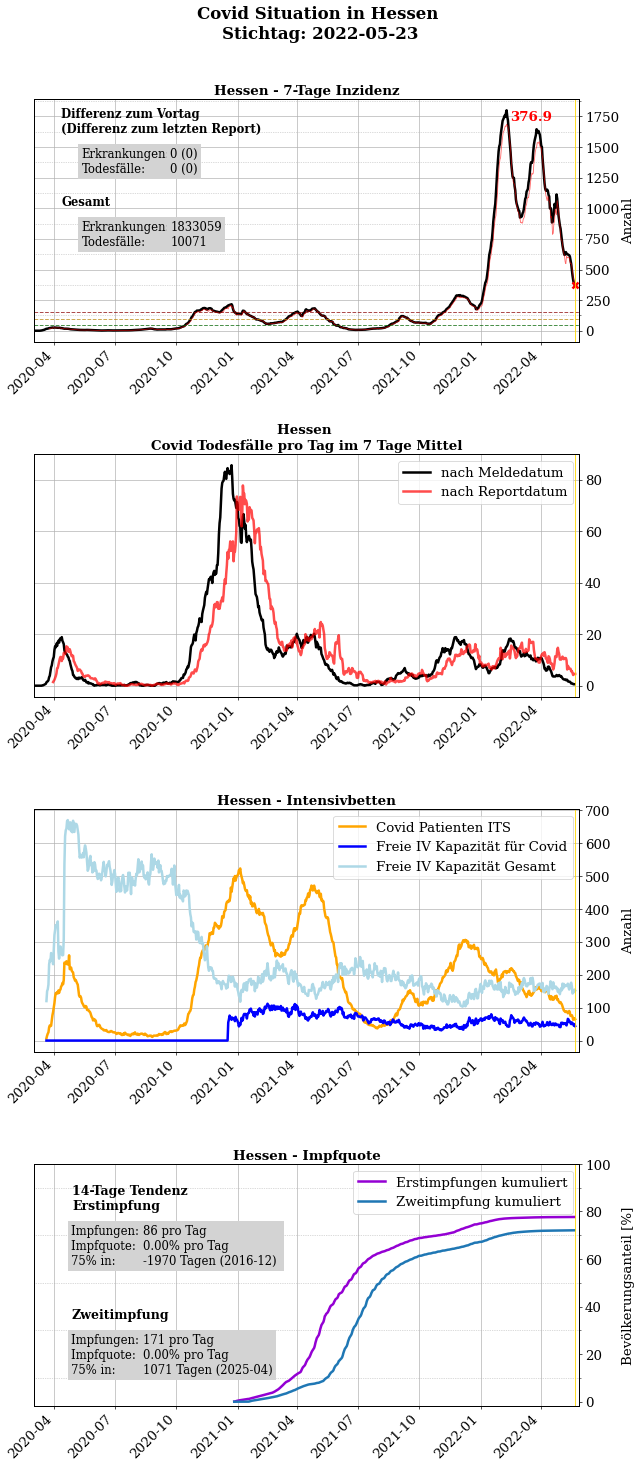 Covid Situation in Hessen
Stichtag: 2022-05-23
Hessen - 7-Tage Inzidenz
Differenz zum Vortag
(Differenz zum letzten Report)
Erkrankungen 0 (0)
Todesfälle: 0 (0)
Gesamt
Erkrankungen 1833059
Todesfälle: 10071
376.9
1750
1500
1250
1000
750
500
250
0
Anzahl
2020-04 2020-07 2020-10 2021-01 2021-04 2021-07 2021-10 2022-01 2022-04
Hessen
Covid Todesfälle pro Tag im 7 Tage Mittel
nach Meldedatum
nach Reportdatum
80
60
40
20
0
2020-04 2020-07 2020-10 2021-01 2021-04 2021-07 2021-10 2022-01 2022-04
Hessen - Intensivbetten
Covid Patienten ITS
Freie IV Kapazität für Covid
Freie IV Kapazität Gesamt
700
600
500
400
300
200
100
0
Anzahl
2020-04 2020-07 2020-10 2021-01 2021-04 2021-07 2021-10 2022-01 2022-04
Hessen - Impfquote
14-Tage Tendenz
Erstimpfung
Impfungen: 86 pro Tag
Impfquote: 0.00% pro Tag
75% in: -1970 Tagen (2016-12)
Zweitimpfung
Impfungen: 171 pro Tag
Impfquote: 0.00% pro Tag
75% in: 1071 Tagen (2025-04)
Erstimpfungen kumuliert
Zweitimpfung kumuliert
100
80
60
40
20
0
Bevölkerungsanteil [%]
2020-04 2020-07 2020-10 2021-01 2021-04 2021-07 2021-10 2022-01 2022-04